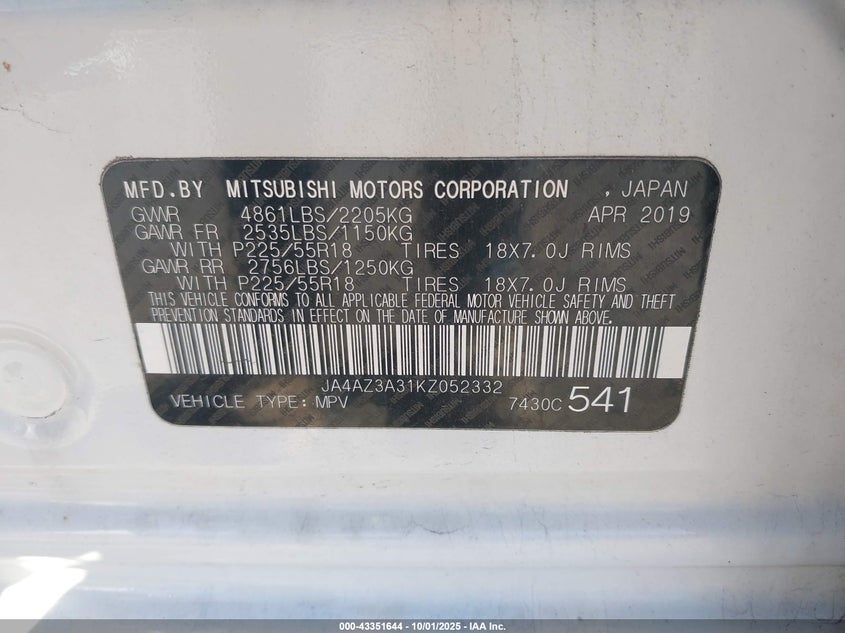 MFD.BY MITSUBISHI MOTORS CORPORATION , JAPAN
GVWR 4861LBS/2205KG APR 2019
GAWR FR 2535LBS/1150KG
WITH P225/55R18 TIRES 18X7.0J RIMS
GAWR RR 2756LBS/1250KG
WITH P225/55R18 TIRES 18X7.0J RIMS
THIS VEHICLE CONFORMS TO ALL APPLICABLE FEDERAL MOTOR VEHICLE SAFETY AND THEFT
PREVENTION STANDARDS IN EFFECT ON THE DATE OF MANUFACTURE SHOWN ABOVE.
JA4AZ3A31KZ052332
VEHICLE TYPE: MPV 7430C 541
000-43351644 - 10/01/2025 - IAA Inc.